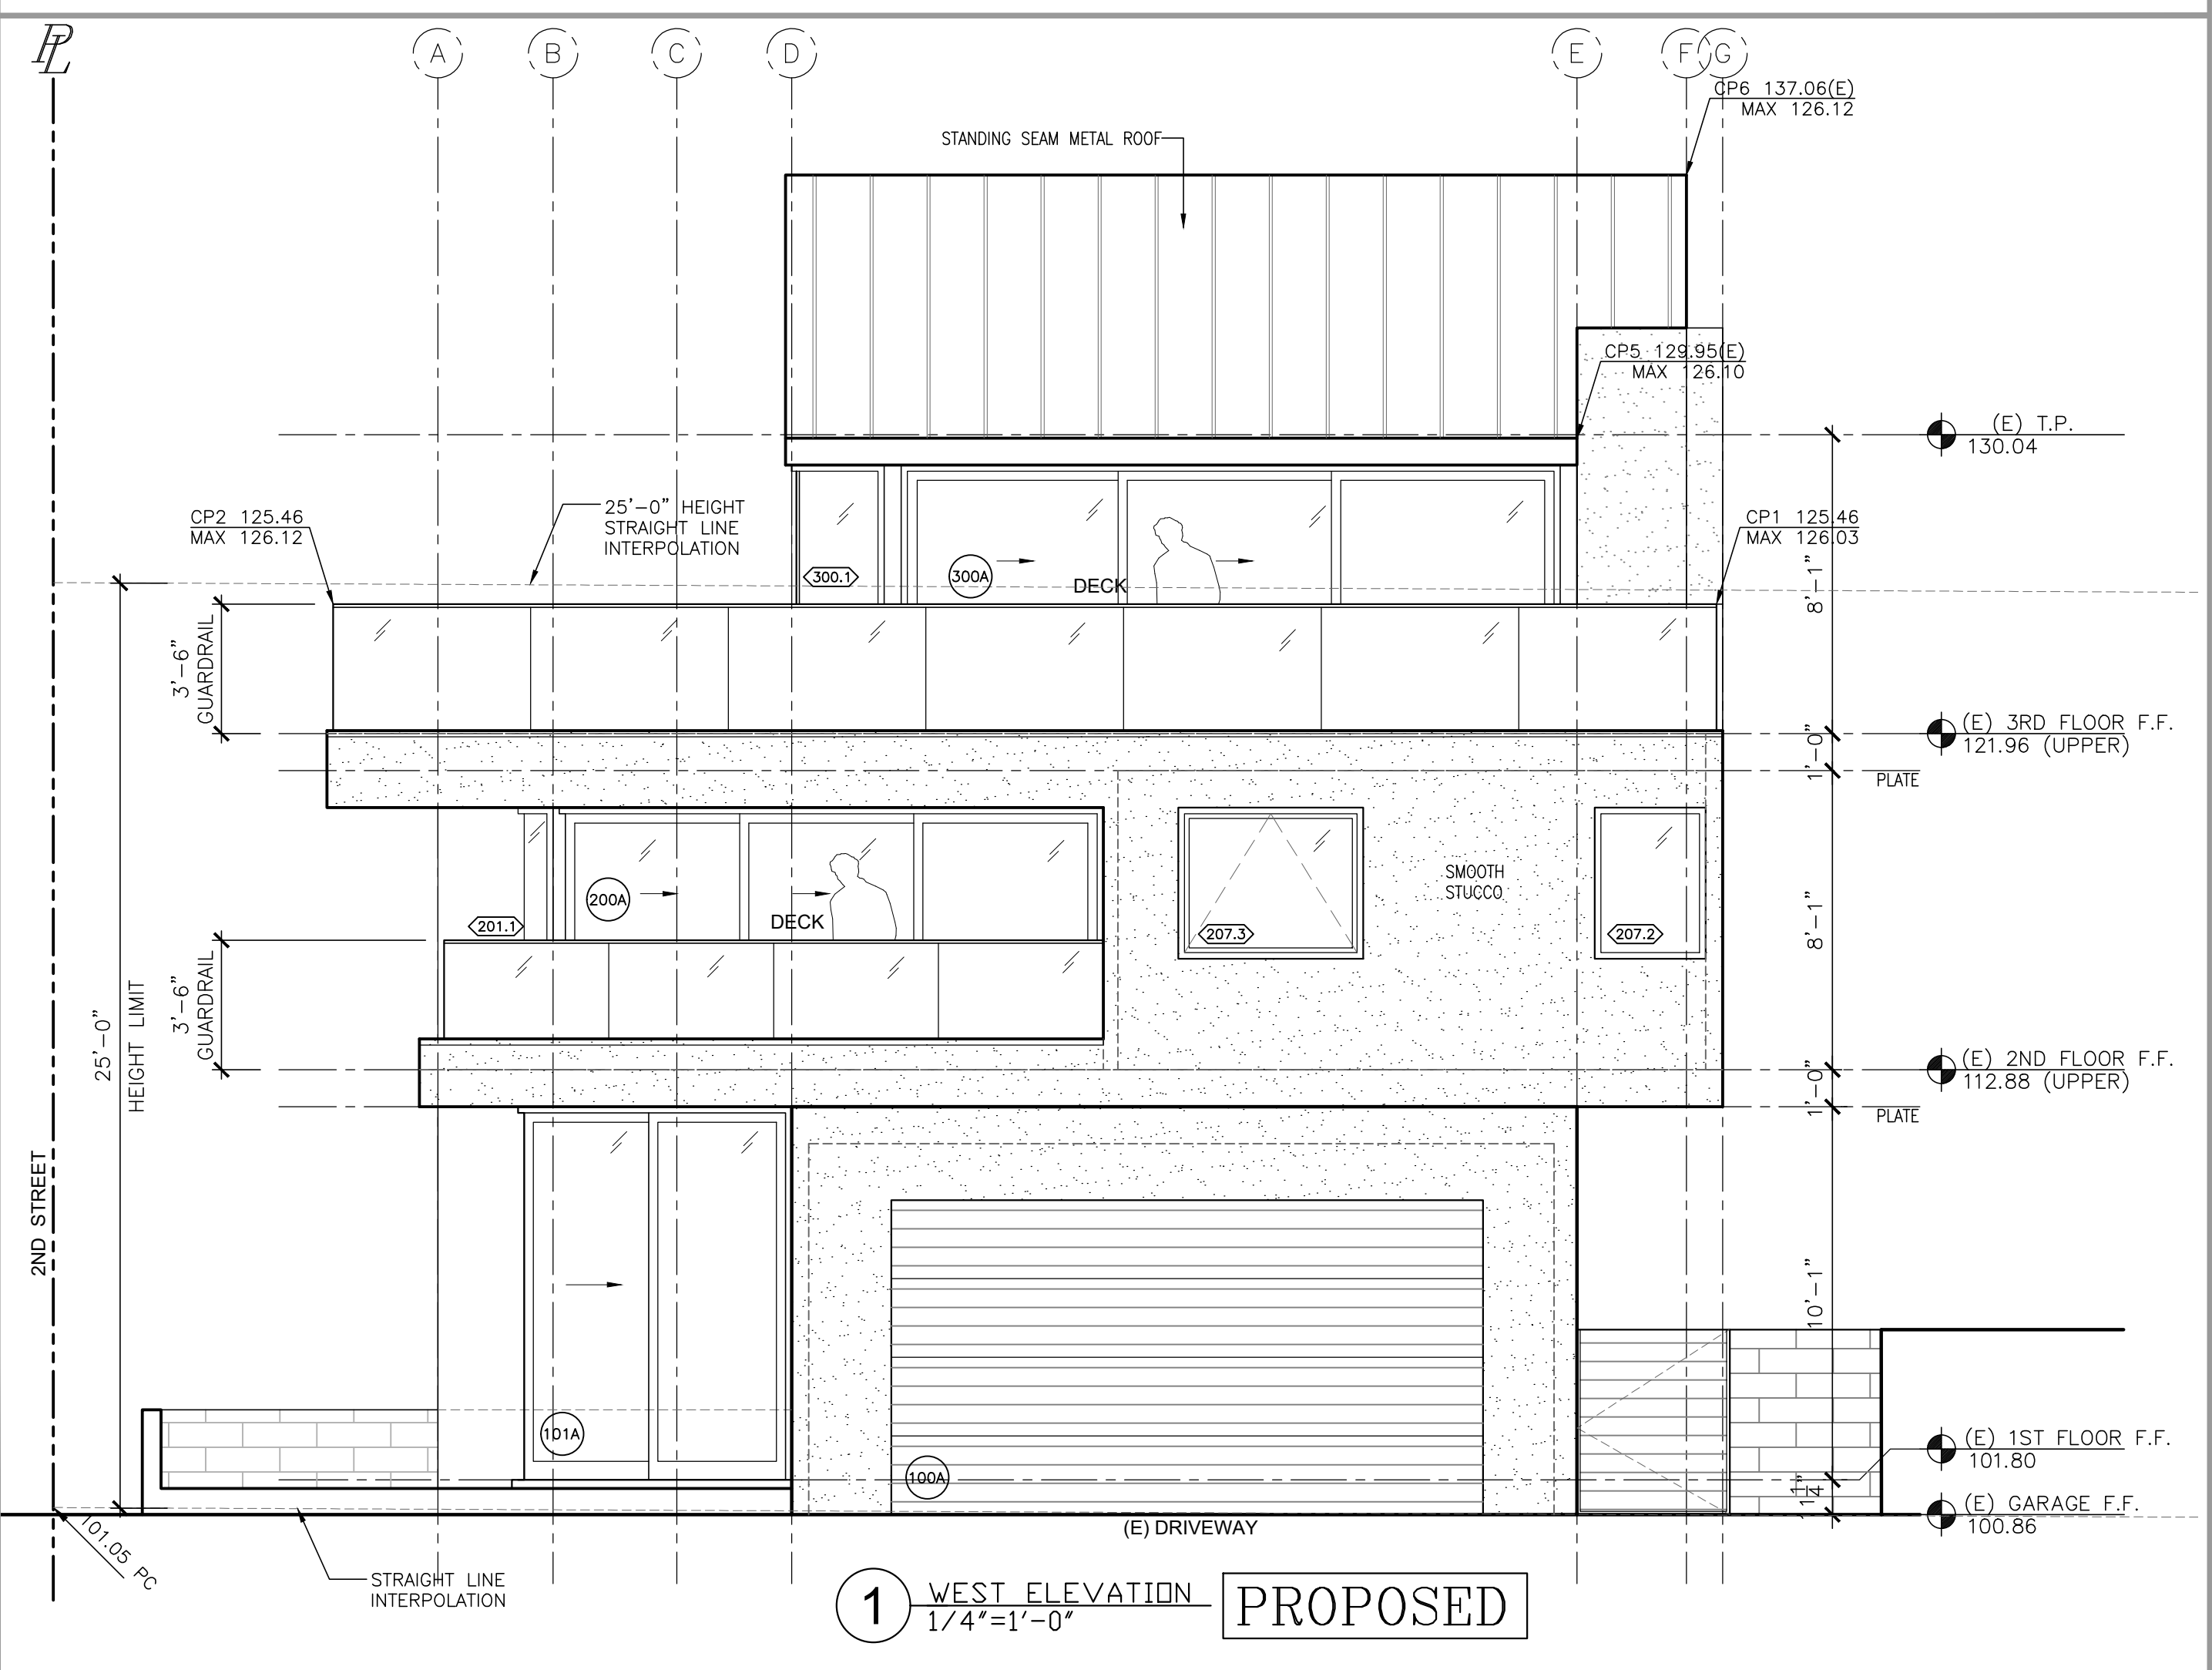 PL
A
B
C
D
E
F
G
CP6 137.06(E)
MAX 126.12
STANDING SEAM METAL ROOF
CP5 129.95(E)
MAX 126.10
(E) T.P.
130.04
CP2 125.46
MAX 126.12
25'-0" HEIGHT
STRAIGHT LINE
INTERPOLATION
CP1 125.46
MAX 126.03
300.1
300A
DECK
8'-1"
3'-6"
GUARDRAIL
(E) 3RD FLOOR F.F.
121.96 (UPPER)
1'-0"
PLATE
SMOOTH
STUCCO
200A
201.1
DECK
207.3
207.2
8'-1"
3'-6"
GUARDRAIL
25'-0"
HEIGHT LIMIT
(E) 2ND FLOOR F.F.
112.88 (UPPER)
1'-0"
PLATE
2ND STREET
10'-1"
101A
100A
(E) 1ST FLOOR F.F.
101.80
(E) GARAGE F.F.
100.86
(E) DRIVEWAY
101.05 PC
STRAIGHT LINE
INTERPOLATION
1
WEST ELEVATION
1/4"=1'-0"
PROPOSED